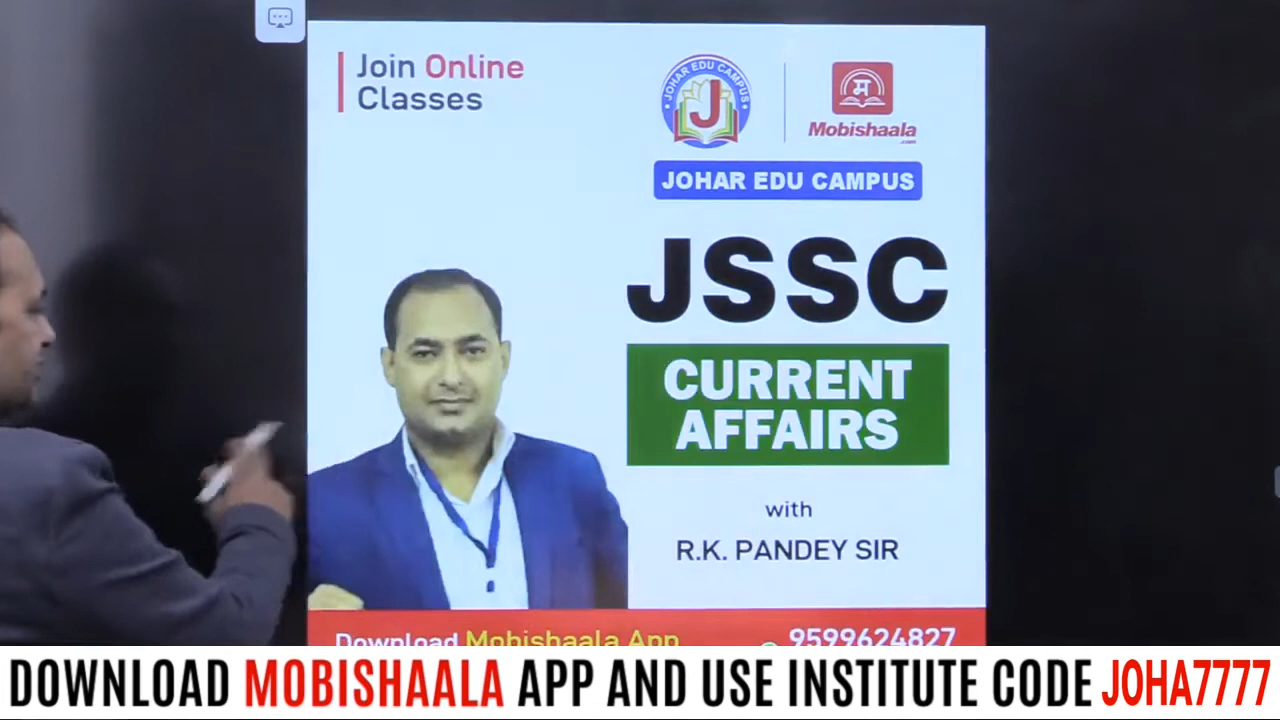 Join Online
Classes
JOHAR EDU CAMPUS
J
म
Mobishaala
.com
JOHAR EDU CAMPUS
JSSC
CURRENT
AFFAIRS
with
R.K. PANDEY SIR
Download Mobishaala App
9599624827
DOWNLOAD MOBISHAALA APP AND USE INSTITUTE CODE JOHA7777